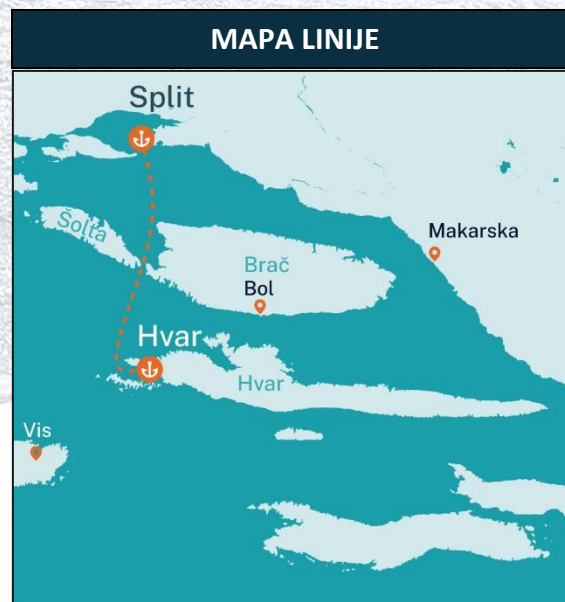 MAPA LINIJE
Split
Šolta
Makarska
Brač
Bol
Hvar
Hvar
Vis